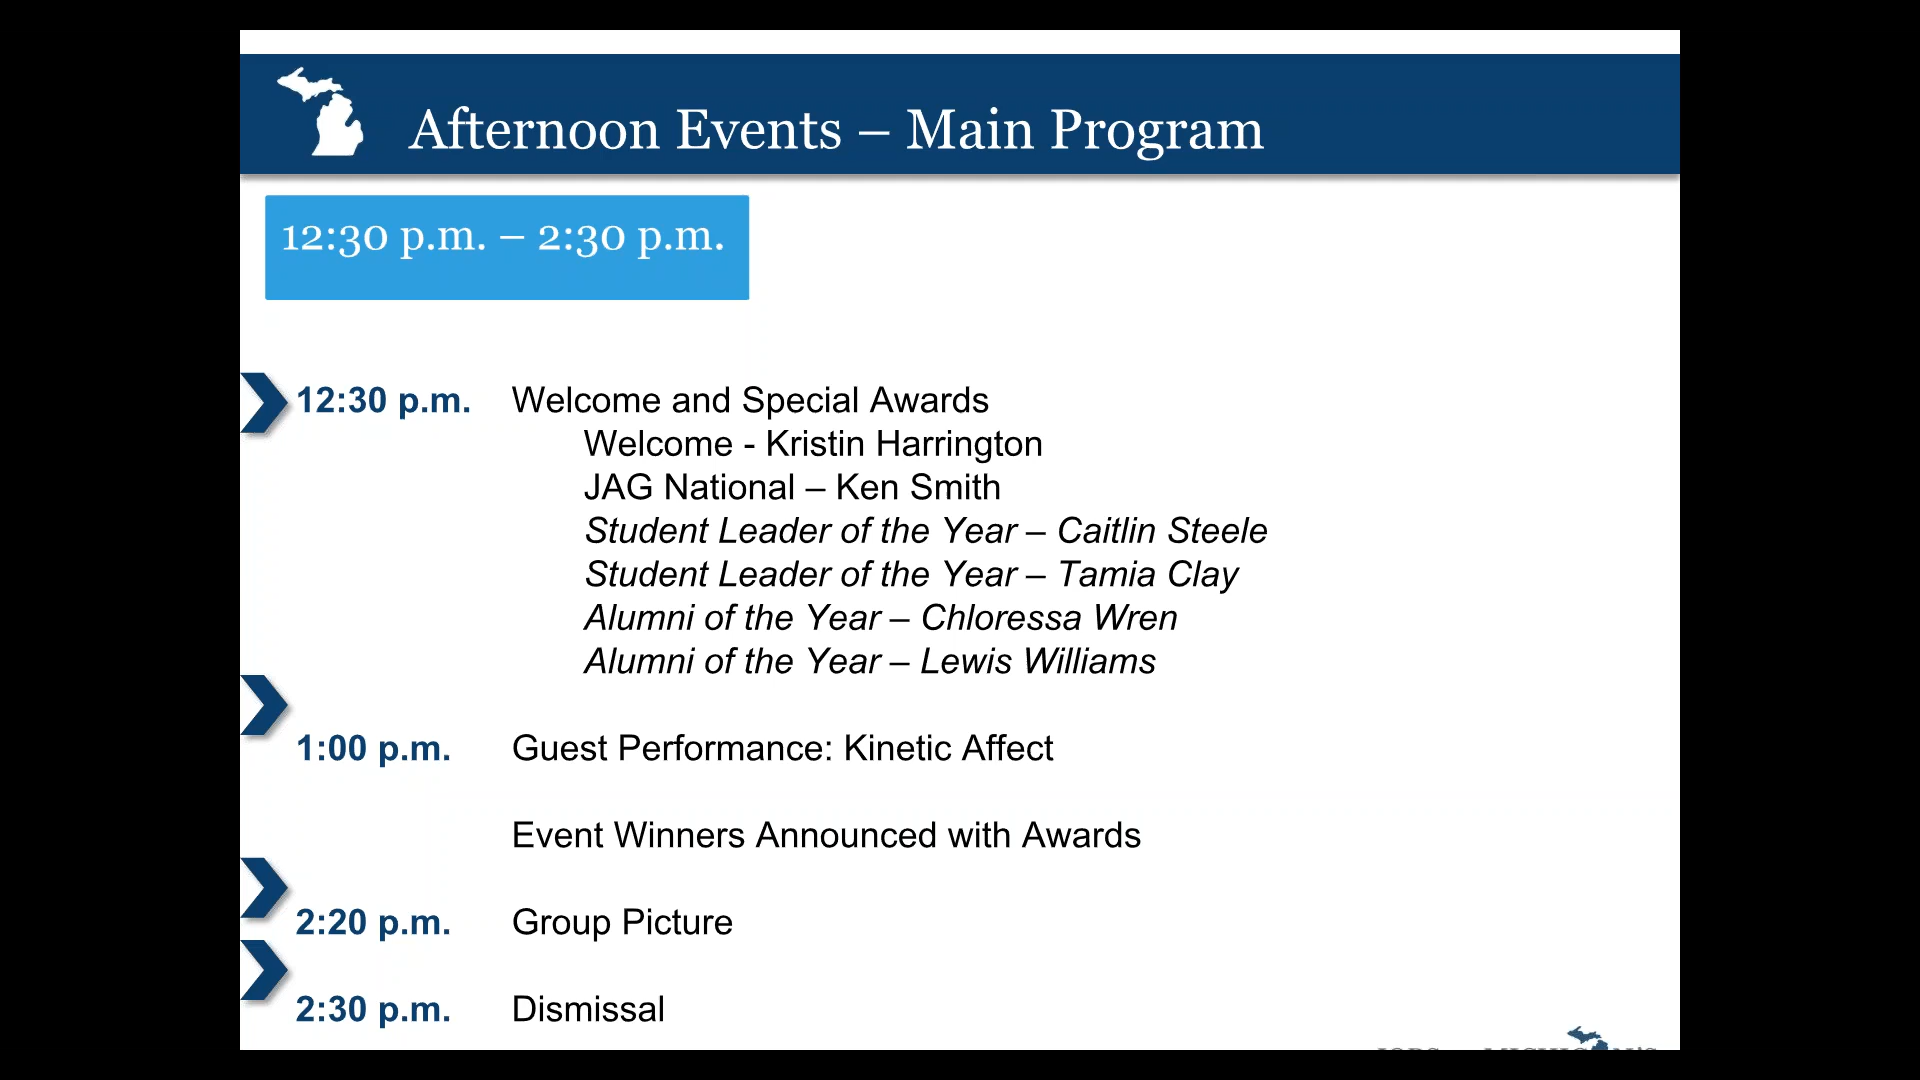 Afternoon Events – Main Program
12:30 p.m. – 2:30 p.m.
12:30 p.m. Welcome and Special Awards
Welcome - Kristin Harrington
JAG National – Ken Smith
Student Leader of the Year – Caitlin Steele
Student Leader of the Year – Tamia Clay
Alumni of the Year – Chloressa Wren
Alumni of the Year – Lewis Williams
1:00 p.m. Guest Performance: Kinetic Affect
Event Winners Announced with Awards
2:20 p.m. Group Picture
2:30 p.m. Dismissal